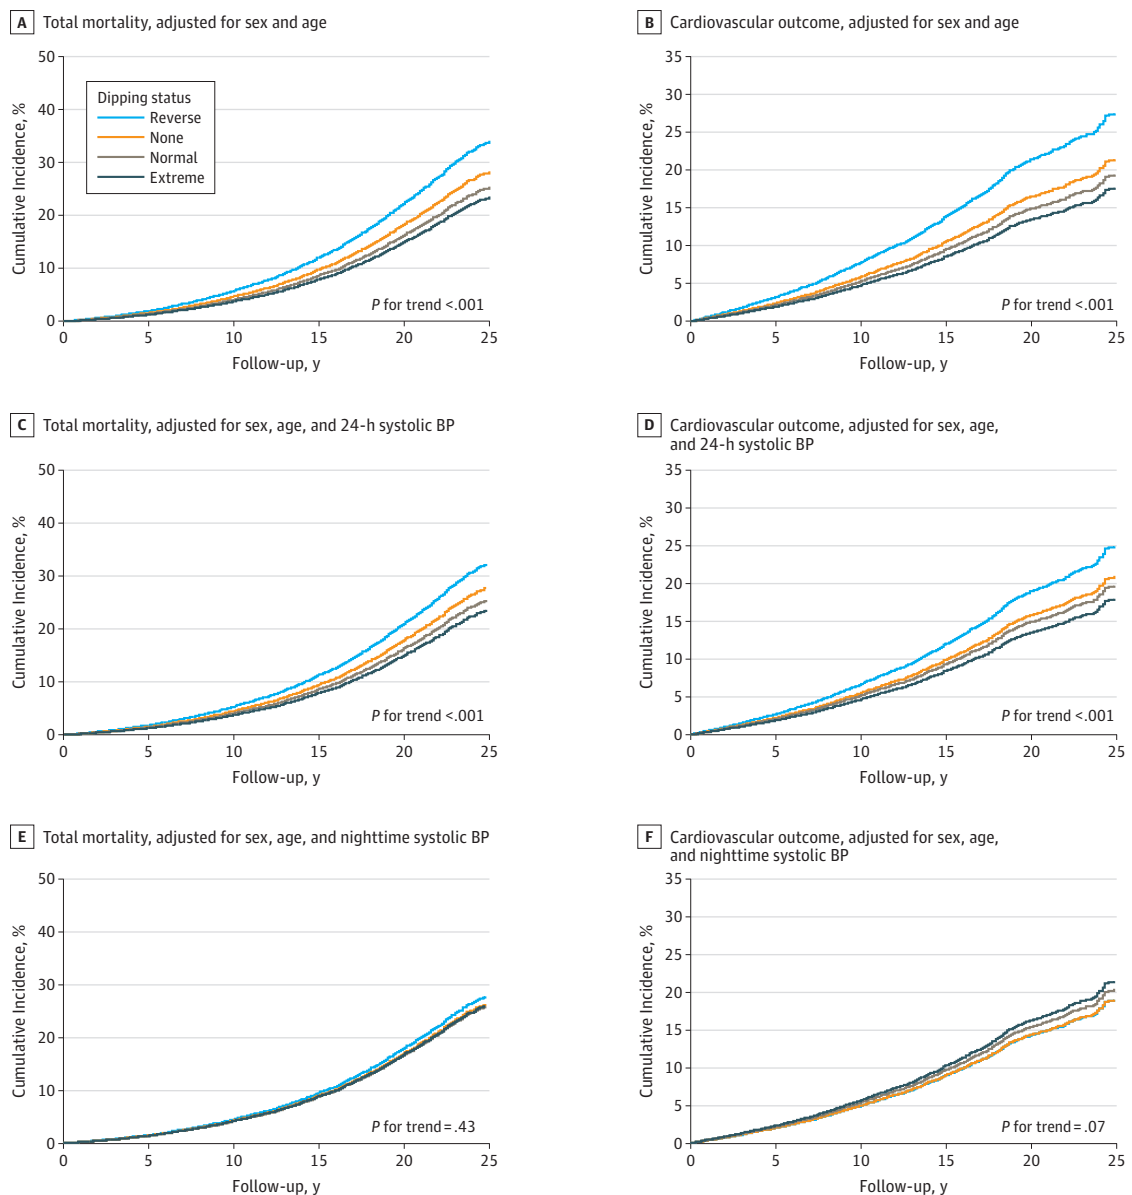 A Total mortality, adjusted for sex and age
50
40
30
20
10
0
Cumulative Incidence, %
Dipping status
Reverse
None
Normal
Extreme
P for trend <.001
0 5 10 15 20 25
Follow-up, y
B Cardiovascular outcome, adjusted for sex and age
35
30
25
20
15
10
5
0
Cumulative Incidence, %
P for trend <.001
0 5 10 15 20 25
Follow-up, y
C Total mortality, adjusted for sex, age, and 24-h systolic BP
50
40
30
20
10
0
Cumulative Incidence, %
P for trend <.001
0 5 10 15 20 25
Follow-up, y
D Cardiovascular outcome, adjusted for sex, age,
and 24-h systolic BP
35
30
25
20
15
10
5
0
Cumulative Incidence, %
P for trend <.001
0 5 10 15 20 25
Follow-up, y
E Total mortality, adjusted for sex, age, and nighttime systolic BP
50
40
30
20
10
0
Cumulative Incidence, %
P for trend = .43
0 5 10 15 20 25
Follow-up, y
F Cardiovascular outcome, adjusted for sex, age,
and nighttime systolic BP
35
30
25
20
15
10
5
0
Cumulative Incidence, %
P for trend = .07
0 5 10 15 20 25
Follow-up, y